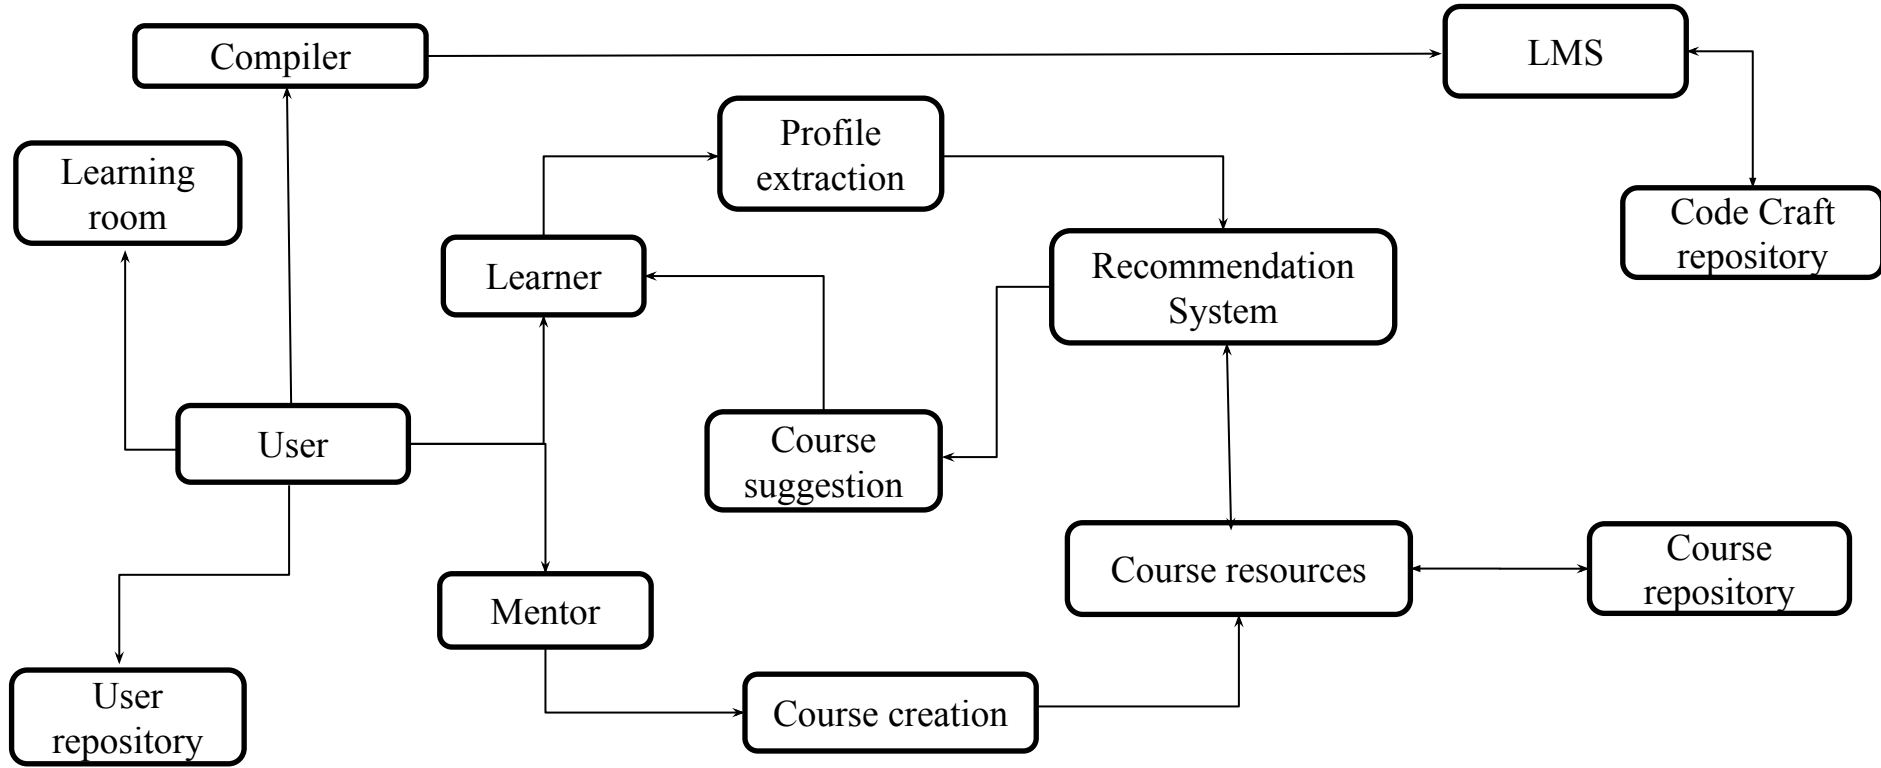 Compiler
LMS
Profile
extraction
Learning
room
Code Craft
repository
Learner
Recommendation
System
User
Course
suggestion
Course resources
Course
repository
Mentor
User
repository
Course creation